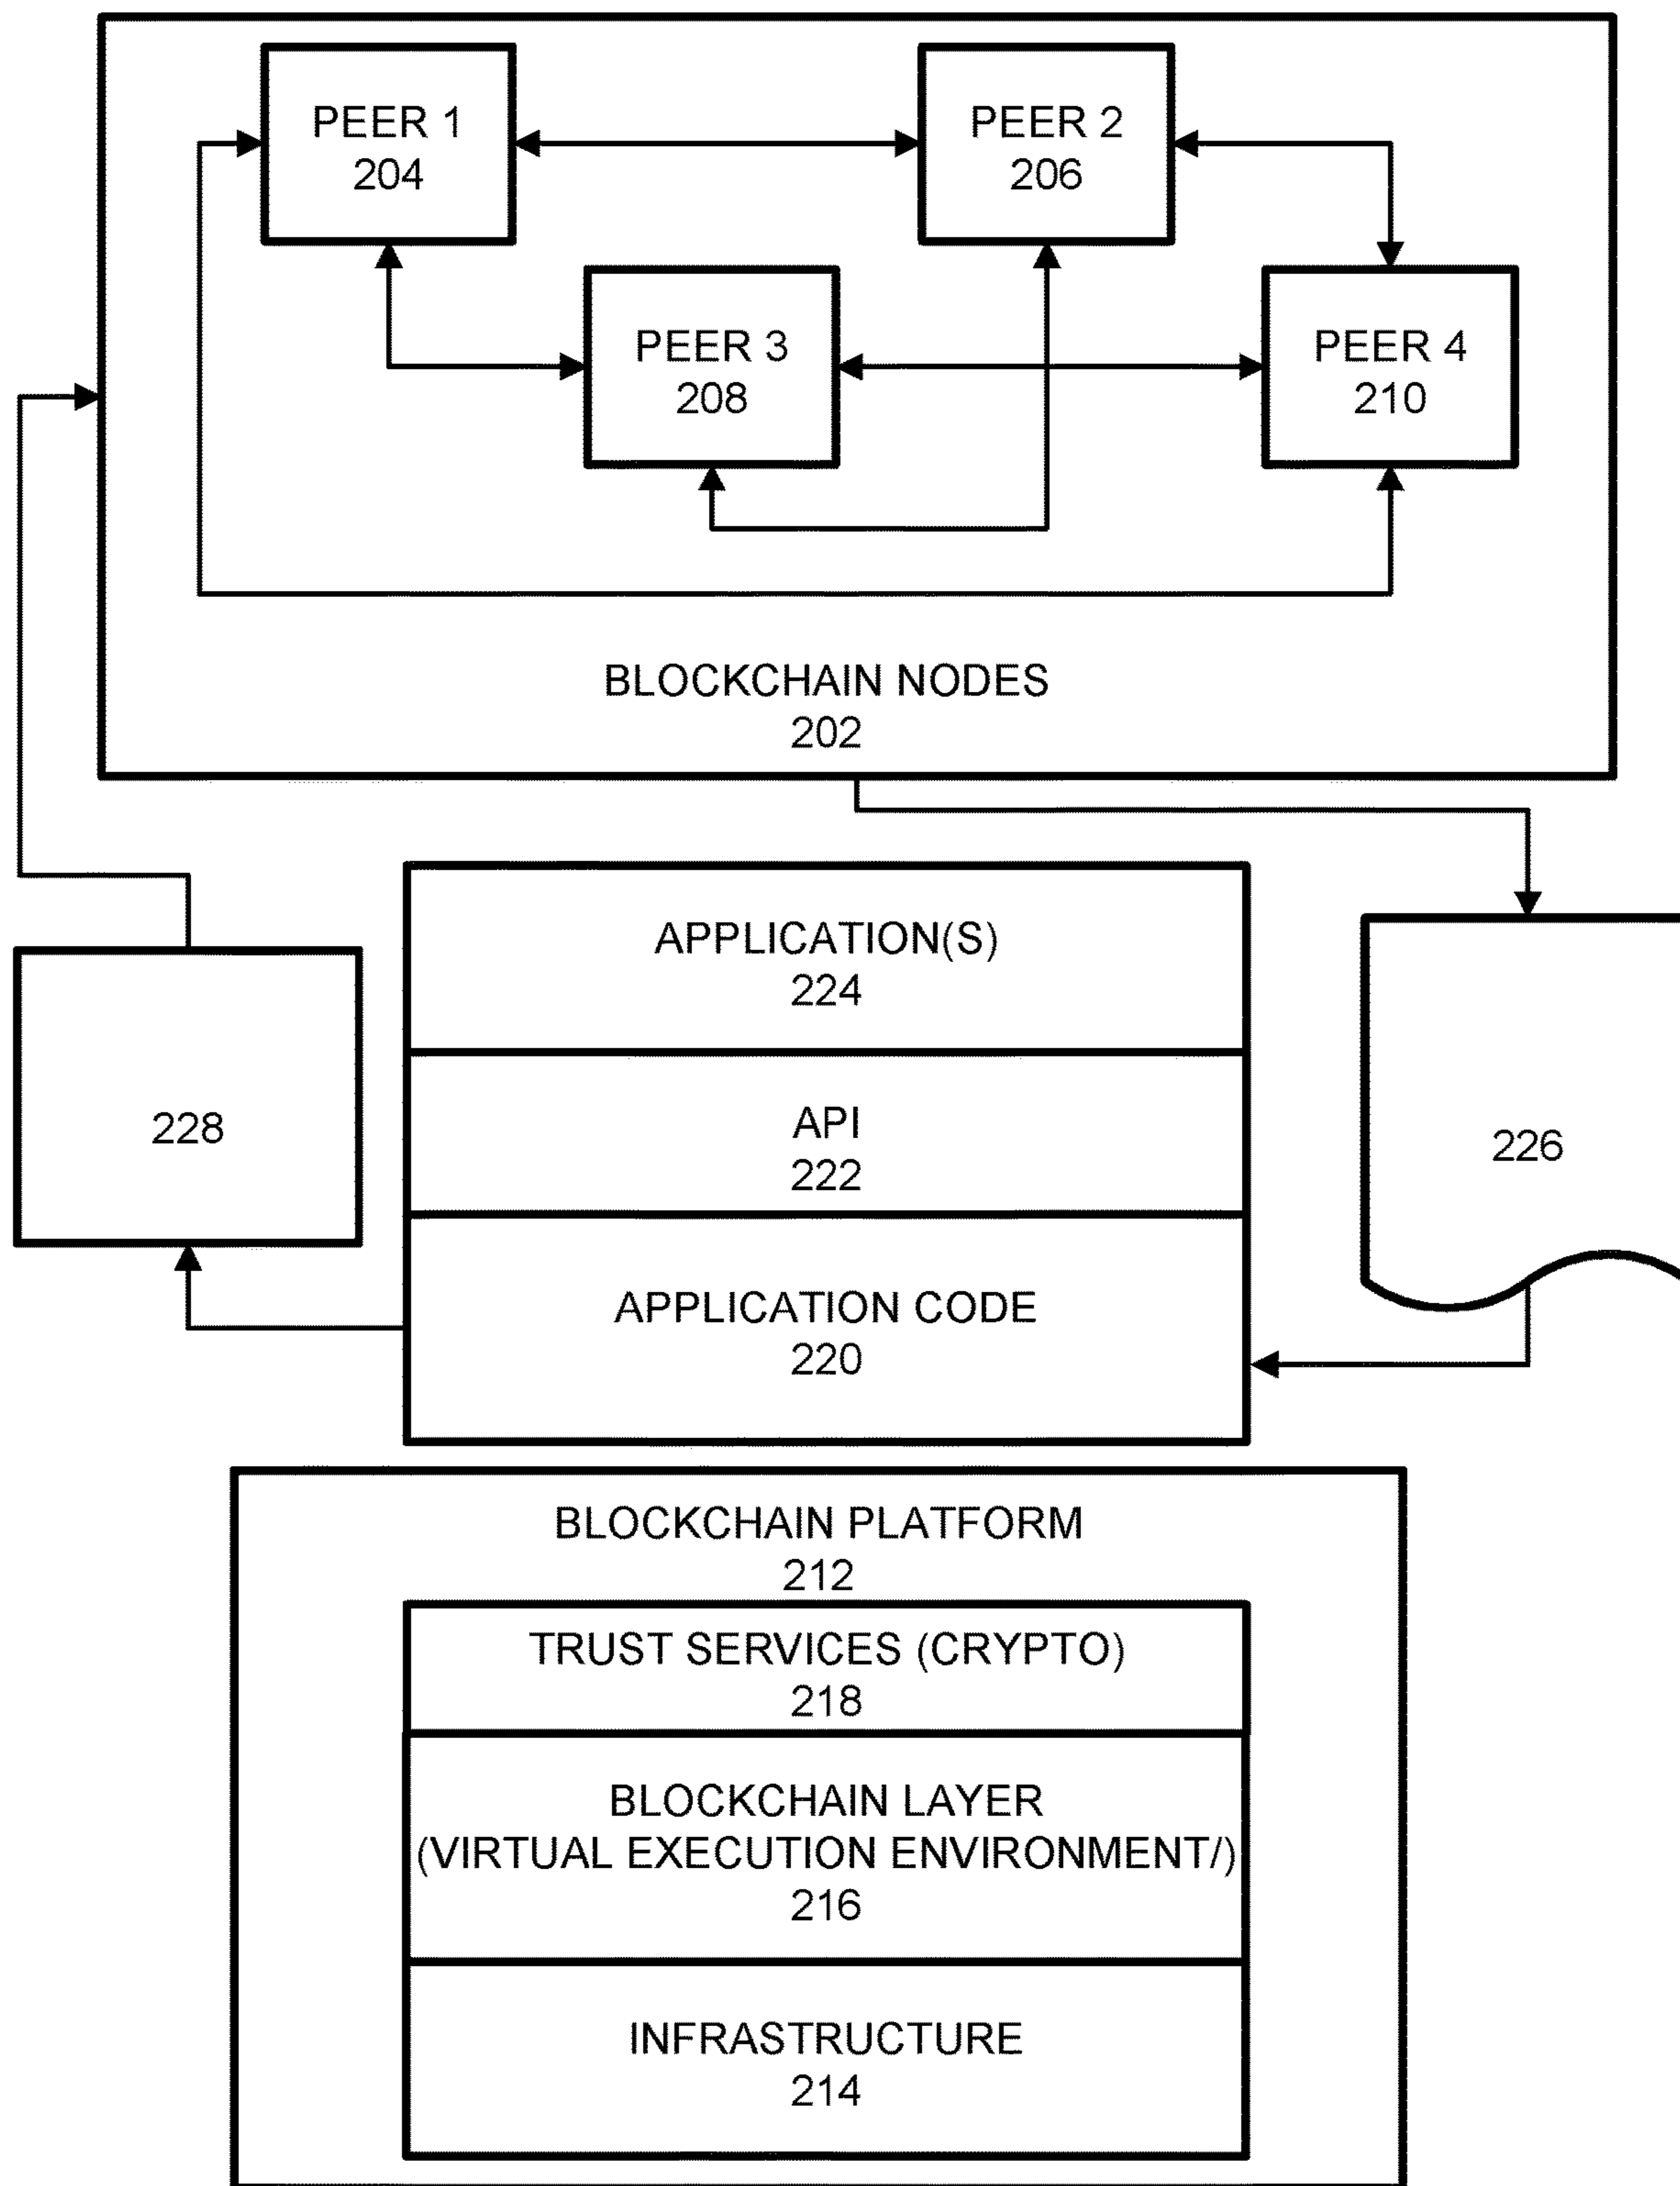 PEER 1
204
PEER 2
206
PEER 3
208
PEER 4
210
BLOCKCHAIN NODES
202
APPLICATION(S)
224
API
222
228
226
APPLICATION CODE
220
BLOCKCHAIN PLATFORM
212
TRUST SERVICES (CRYPTO)
218
BLOCKCHAIN LAYER
(VIRTUAL EXECUTION ENVIRONMENT/)
216
INFRASTRUCTURE
214